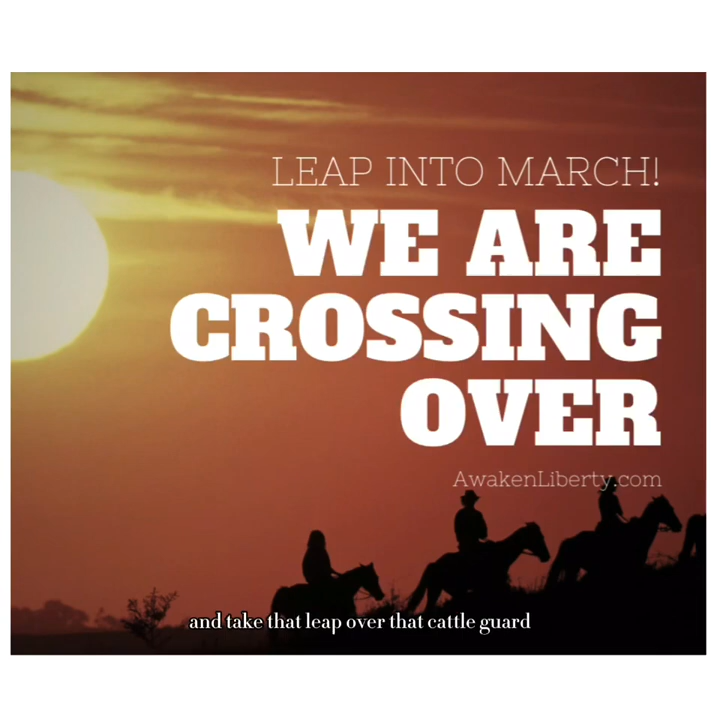 LEAP INTO MARCH!
WE ARE
CROSSING
OVER
AwakenLiberty.com
and take that leap over that cattle guard